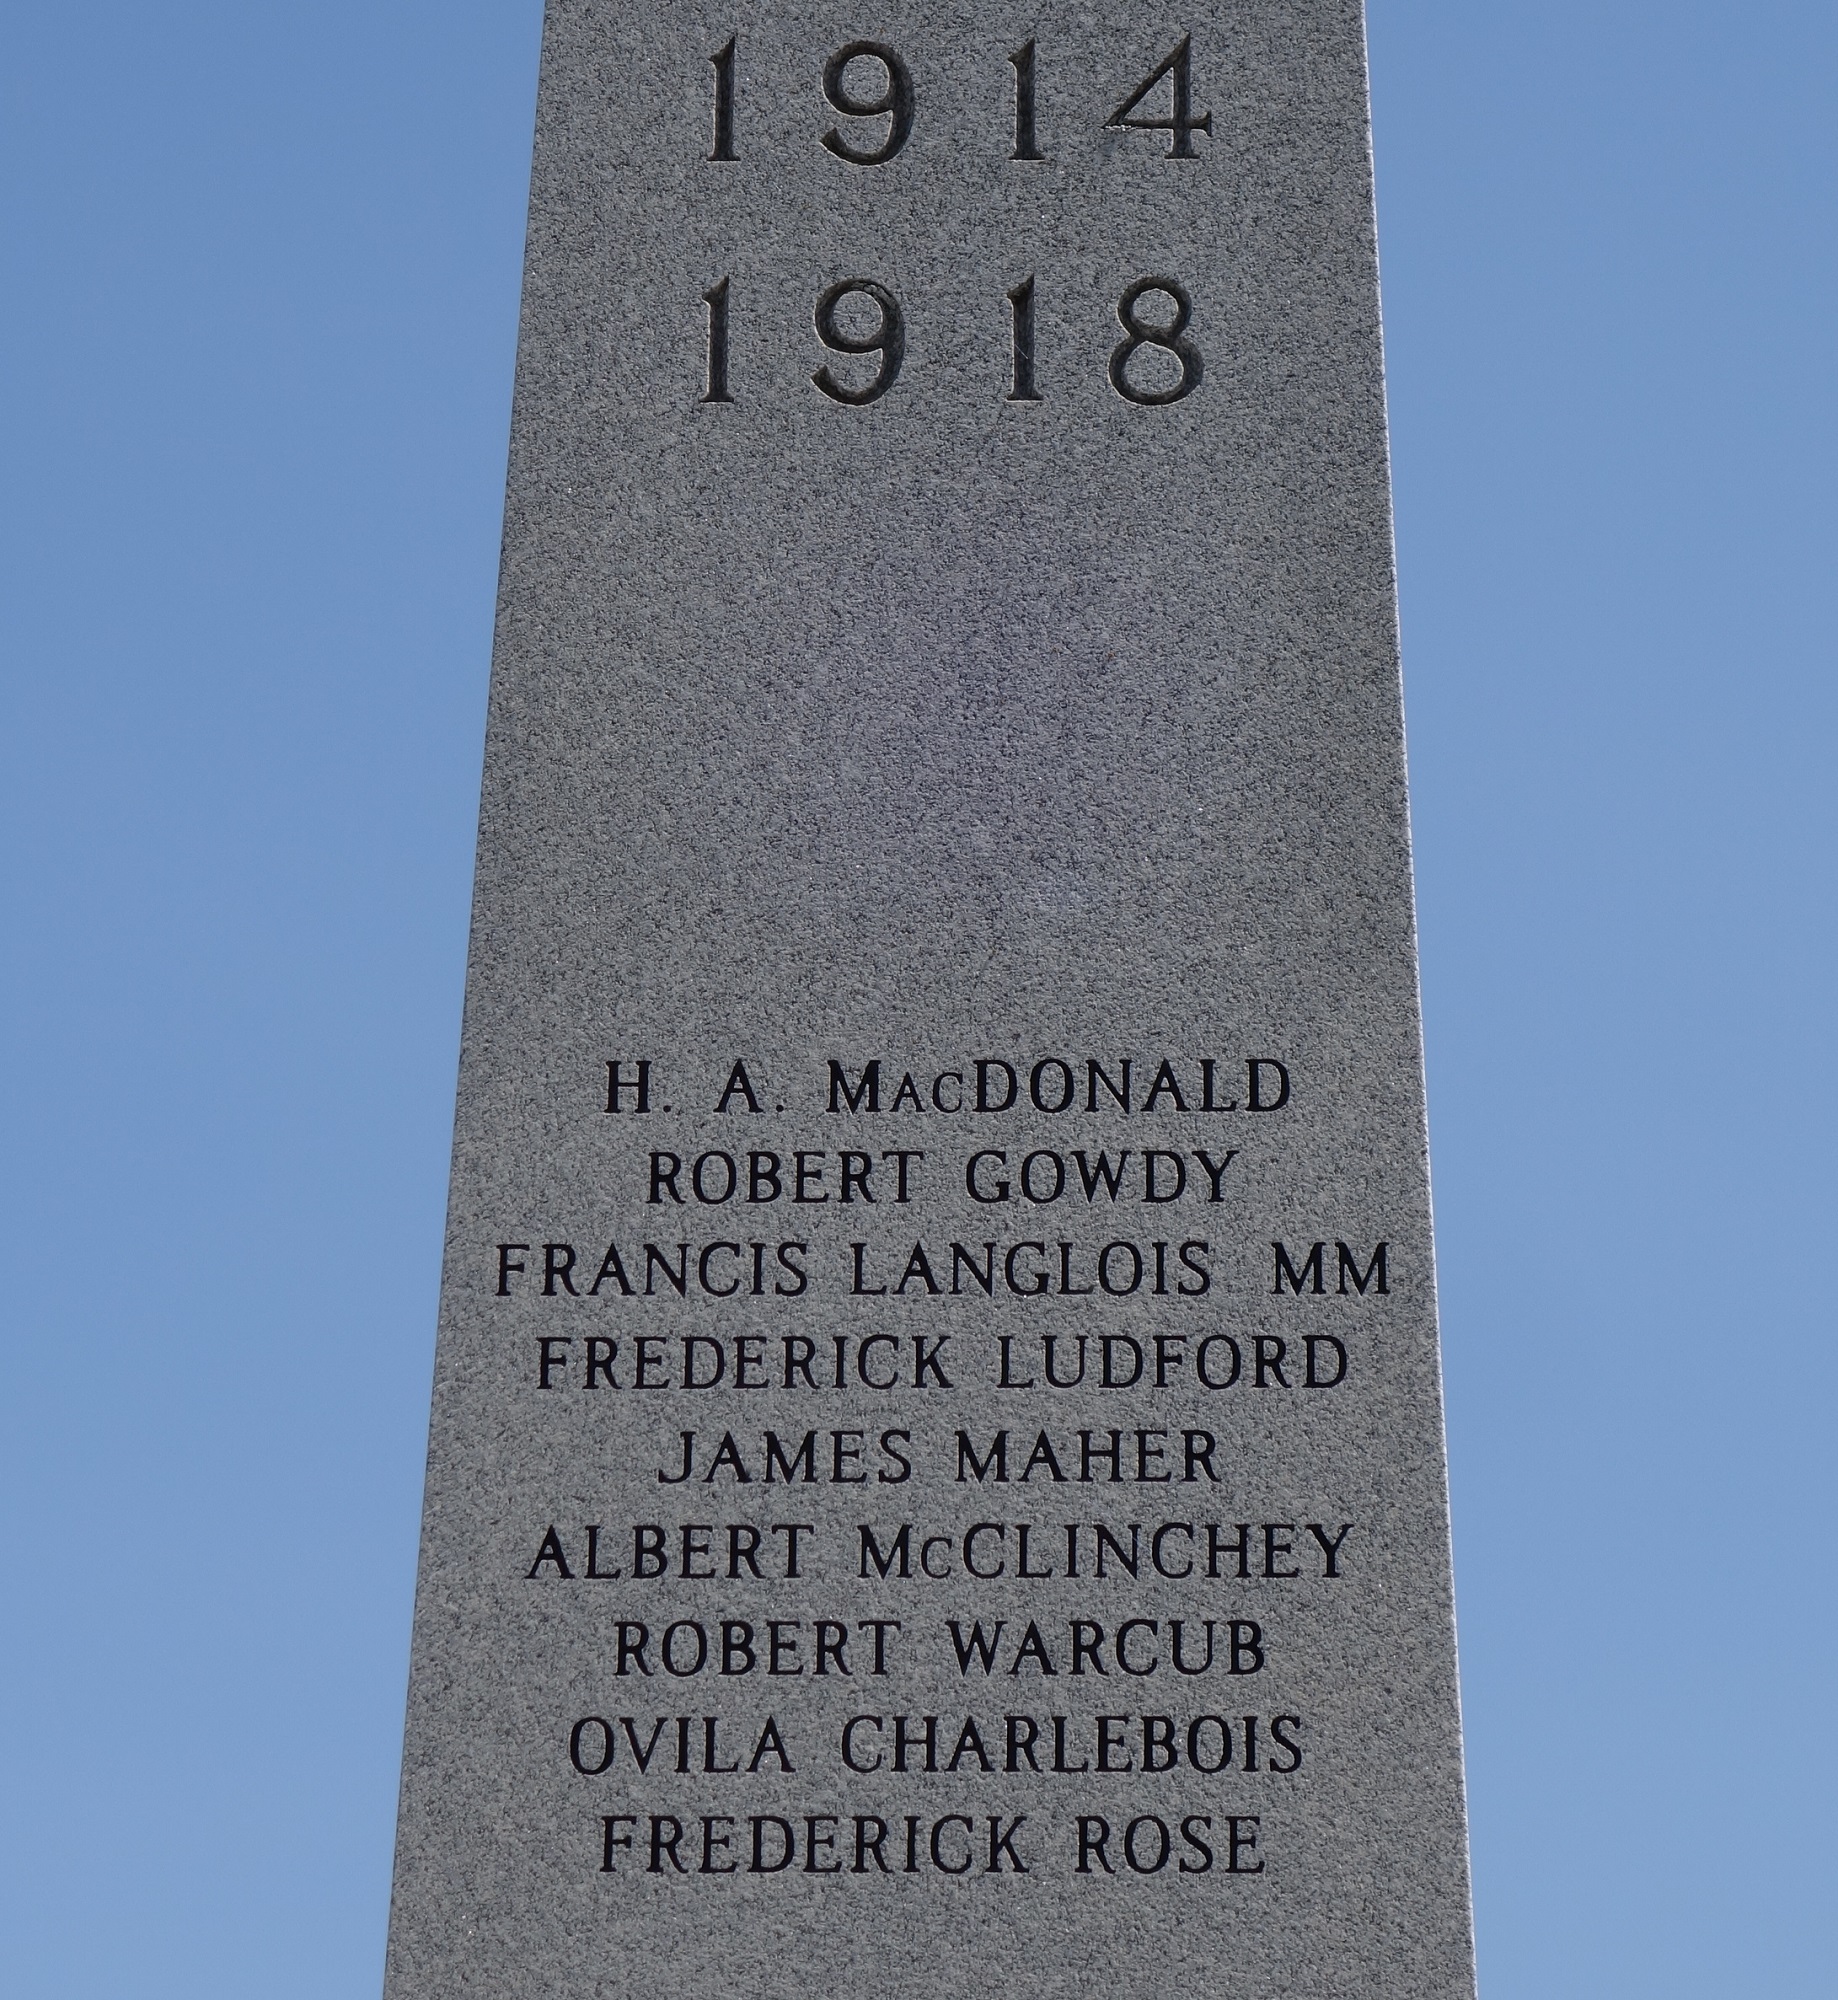 1914
1918
H. A. MacDONALD
ROBERT GOWDY
FRANCIS LANGLOIS MM
FREDERICK LUDFORD
JAMES MAHER
ALBERT McCLINCHEY
ROBERT WARCUB
OVILA CHARLEBOIS
FREDERICK ROSE